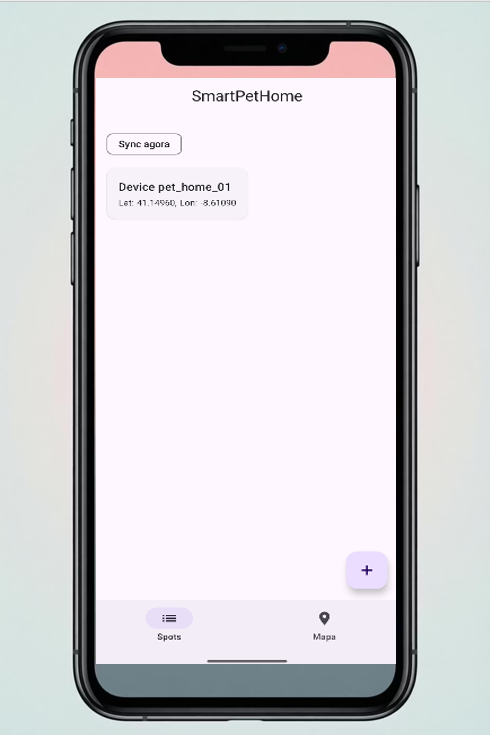 SmartPetHome
Sync agora
Device pet_home_01
Lat: 41.14960, Lon: -8.61090
+
Spots
Mapa